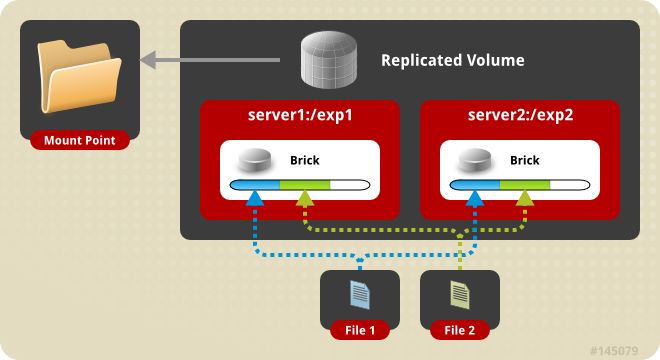 Replicated Volume
Mount Point
server1:/exp1
server2:/exp2
Brick
Brick
File 1
File 2
#145079